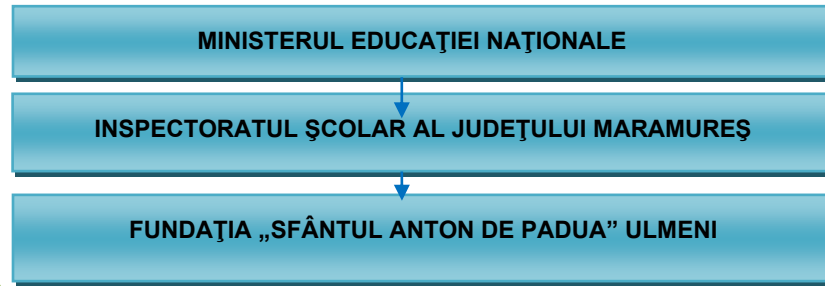 MINISTERUL EDUCAŢIEI NAŢIONALE
INSPECTORATUL ŞCOLAR AL JUDEŢULUI MARAMUREŞ
FUNDAŢIA „SFÂNTUL ANTON DE PADUA” ULMENI